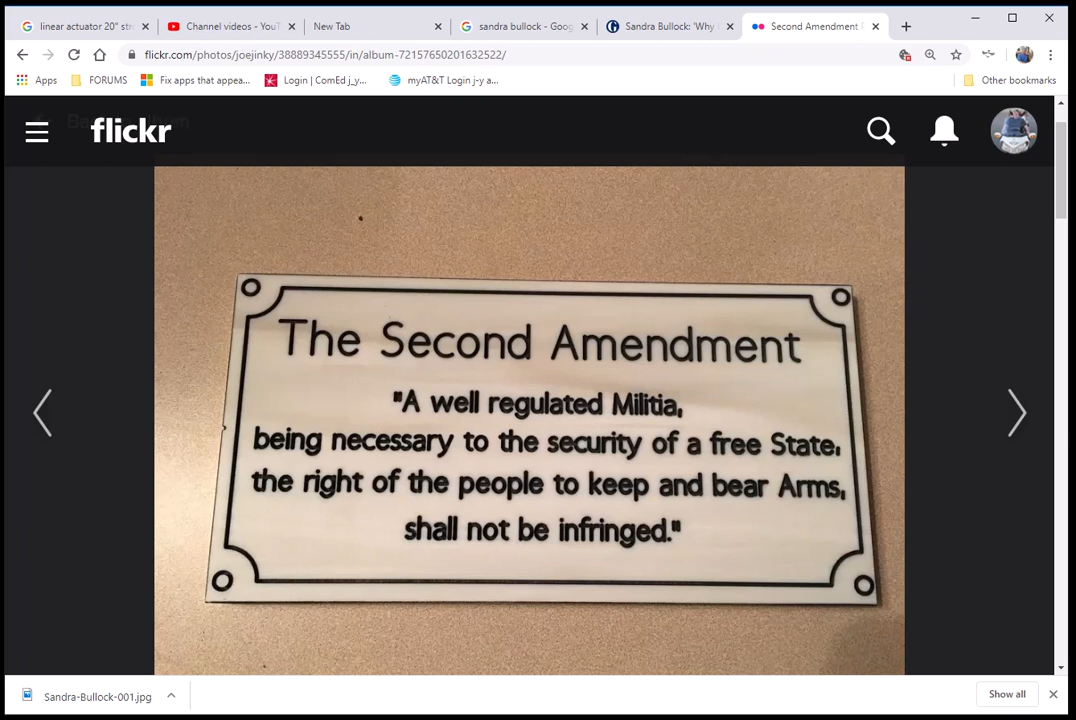 linear actuator 20" str
Channel videos - YouT
New Tab
sandra bullock - Goog
Sandra Bullock: 'Why
Second Amendment
flickr.com/photos/joejinky/38889345555/in/album-72157650201632522/
Apps
FORUMS
Fix apps that appea...
Login | ComEd j_y...
myAT&T Login j-y a...
Other bookmarks
flickr
The Second Amendment
"A well regulated Militia,
being necessary to the security of a free State,
the right of the people to keep and bear Arms,
shall not be infringed."
Sandra-Bullock-001.jpg
Show all